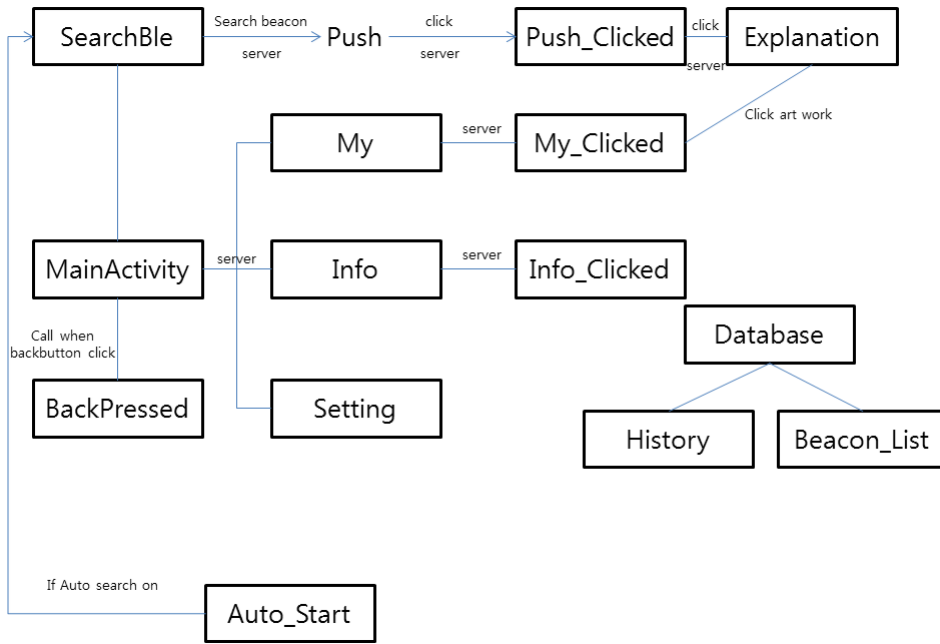 SearchBle
Search beacon
server
Push
click
server
Push_Clicked
click
server
Explanation
Click art work
My
server
My_Clicked
MainActivity
server
Info
server
Info_Clicked
Call when
backbutton click
BackPressed
Setting
Database
History
Beacon_List
If Auto search on
Auto_Start